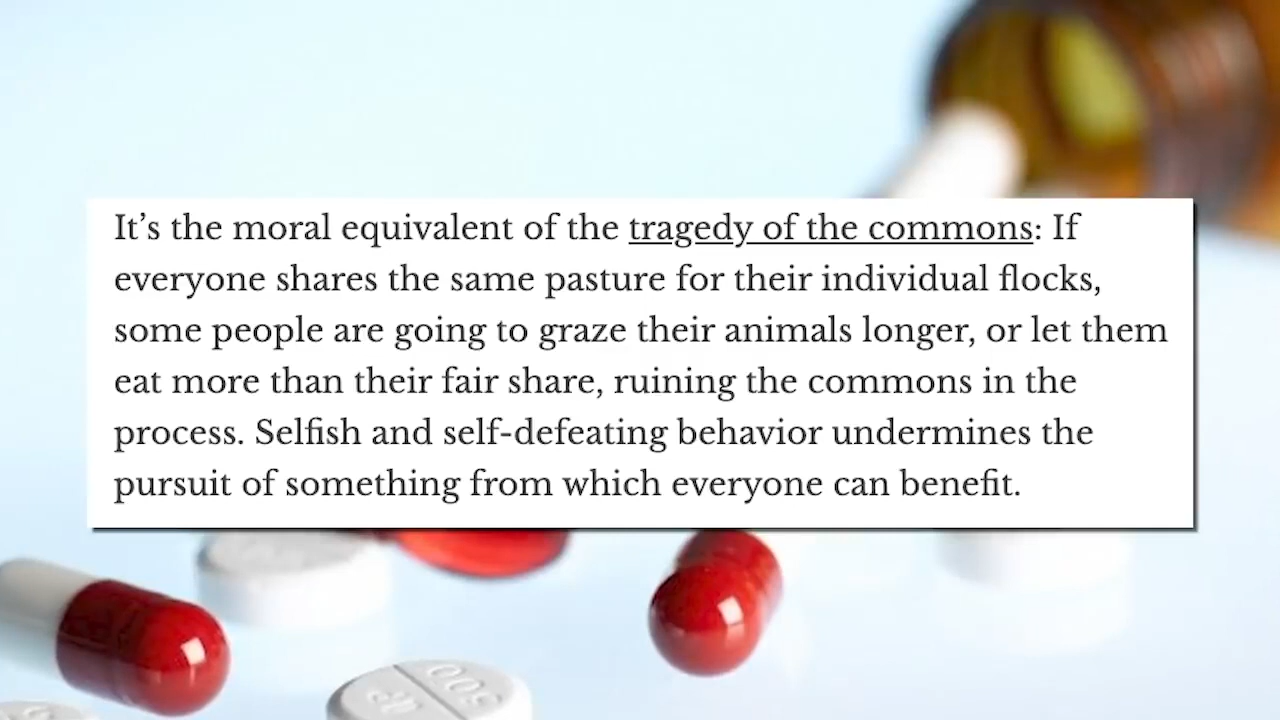 It’s the moral equivalent of the tragedy of the commons: If
everyone shares the same pasture for their individual flocks,
some people are going to graze their animals longer, or let them
eat more than their fair share, ruining the commons in the
process. Selfish and self-defeating behavior undermines the
pursuit of something from which everyone can benefit.
500